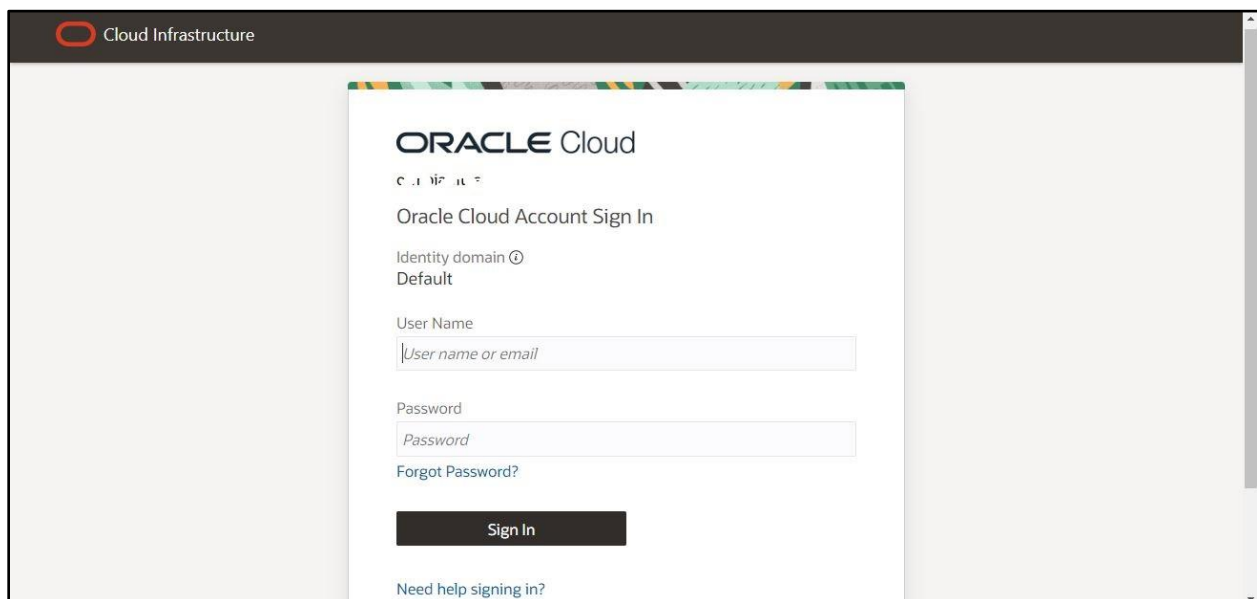 Cloud Infrastructure
ORACLE Cloud
Oracle Cloud Account Sign In
Identity domain
Default
User Name
User name or email
Password
Password
Forgot Password?
Sign In
Need help signing in?